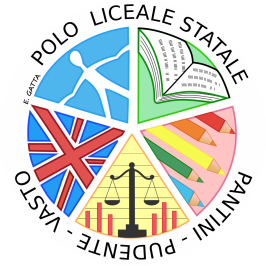 POLO LICEALE STATALE
PANTINI - PUDENTE - VASTO
E. GATTA